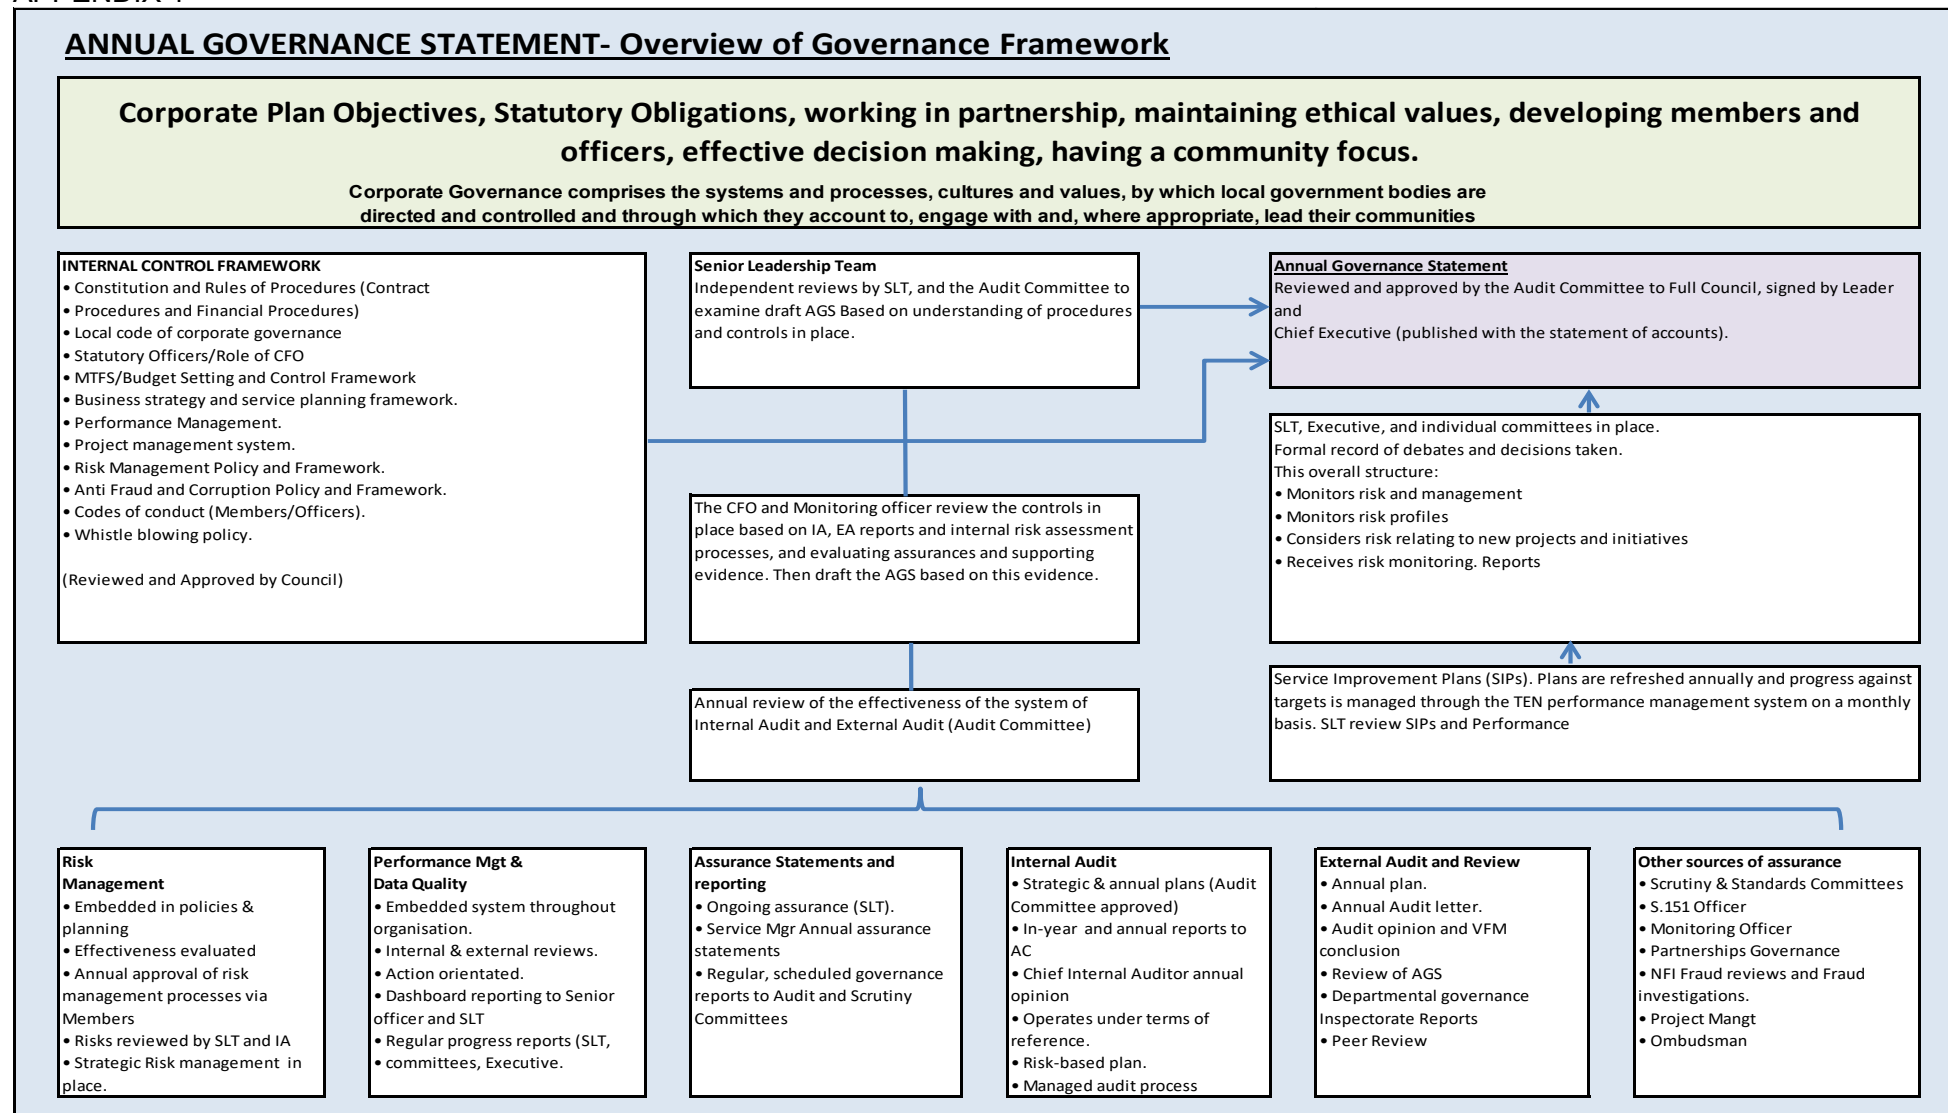 ANNUAL GOVERNANCE STATEMENT- Overview of Governance Framework
Corporate Plan Objectives, Statutory Obligations, working in partnership, maintaining ethical values, developing members and
officers, effective decision making, having a community focus.
Corporate Governance comprises the systems and processes, cultures and values, by which local government bodies are
directed and controlled and through which they account to, engage with and, where appropriate, lead their communities
INTERNAL CONTROL FRAMEWORK
• Constitution and Rules of Procedures (Contract
• Procedures and Financial Procedures)
• Local code of corporate governance
• Statutory Officers/Role of CFO
• MTFS/Budget Setting and Control Framework
• Business strategy and service planning framework.
• Performance Management.
• Project management system.
• Risk Management Policy and Framework.
• Anti Fraud and Corruption Policy and Framework.
• Codes of conduct (Members/Officers).
• Whistle blowing policy.
(Reviewed and Approved by Council)
Senior Leadership Team
Independent reviews by SLT, and the Audit Committee to
examine draft AGS Based on understanding of procedures
and controls in place.
Annual Governance Statement
Reviewed and approved by the Audit Committee to Full Council, signed by Leader
and
Chief Executive (published with the statement of accounts).
The CFO and Monitoring officer review the controls in
place based on IA, EA reports and internal risk assessment
processes, and evaluating assurances and supporting
evidence. Then draft the AGS based on this evidence.
SLT, Executive, and individual committees in place.
Formal record of debates and decisions taken.
This overall structure:
• Monitors risk and management
• Monitors risk profiles
• Considers risk relating to new projects and initiatives
• Receives risk monitoring. Reports
Annual review of the effectiveness of the system of
Internal Audit and External Audit (Audit Committee)
Service Improvement Plans (SIPs). Plans are refreshed annually and progress against
targets is managed through the TEN performance management system on a monthly
basis. SLT review SIPs and Performance
Risk
Management
• Embedded in policies &
planning
• Effectiveness evaluated
• Annual approval of risk
management processes via
Members
• Risks reviewed by SLT and IA
• Strategic Risk management in
place.
Performance Mgt &
Data Quality
• Embedded system throughout
organisation.
• Internal & external reviews.
• Action orientated.
• Dashboard reporting to Senior
officer and SLT
• Regular progress reports (SLT,
• committees, Executive.
Assurance Statements and
reporting
• Ongoing assurance (SLT).
• Service Mgr Annual assurance
statements
• Regular, scheduled governance
reports to Audit and Scrutiny
Committees
Internal Audit
• Strategic & annual plans (Audit
Committee approved)
• In-year and annual reports to
AC
• Chief Internal Auditor annual
opinion
• Operates under terms of
reference.
• Risk-based plan.
• Managed audit process
External Audit and Review
• Annual plan.
• Annual Audit letter.
• Audit opinion and VFM
conclusion
• Review of AGS
• Departmental governance
Inspectorate Reports
• Peer Review
Other sources of assurance
• Scrutiny & Standards Committees
• S.151 Officer
• Monitoring Officer
• Partnerships Governance
• NFI Fraud reviews and Fraud
investigations.
• Project Mangt
• Ombudsman